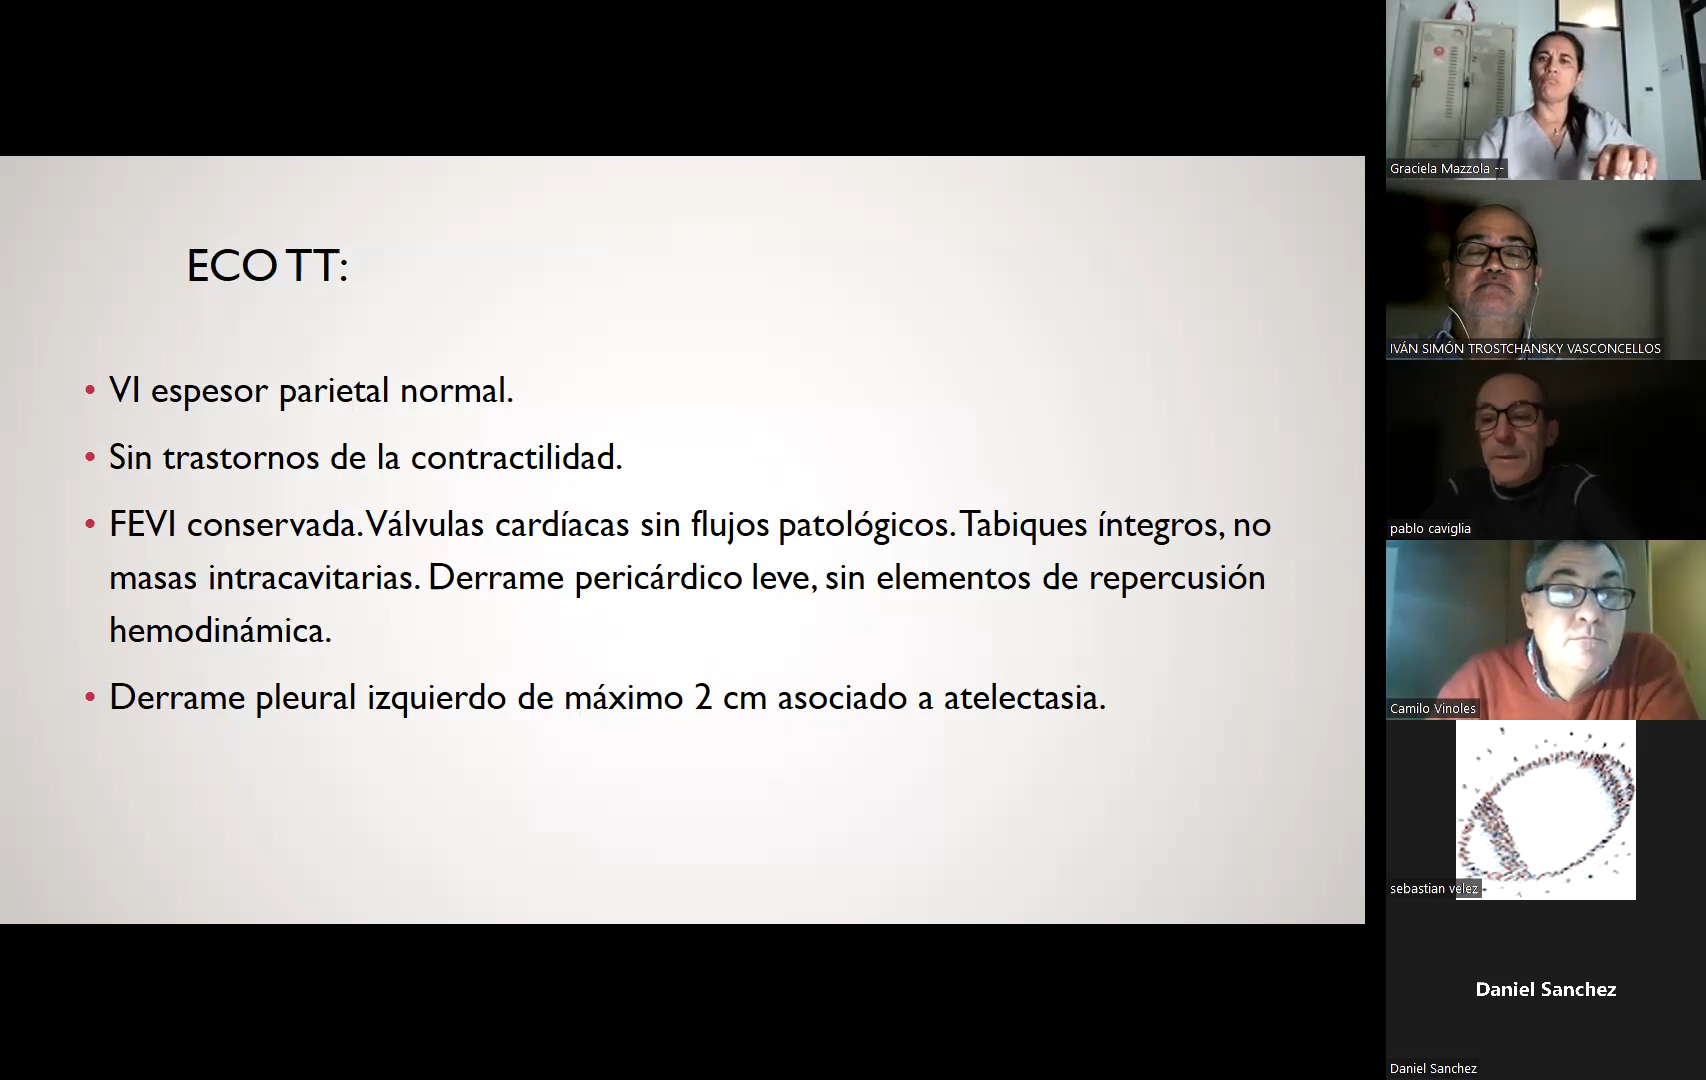 ECO TT:
• VI espesor parietal normal.
• Sin trastornos de la contractilidad.
• FEVI conservada. Válvulas cardíacas sin flujos patológicos. Tabiques íntegros, no
masas intracavitarias. Derrame pericárdico leve, sin elementos de repercusión
hemodinámica.
• Derrame pleural izquierdo de máximo 2 cm asociado a atelectasia.
Graciela Mazzola --
IVÁN SIMÓN TROSTCHANSKY VASCONCELLOS
pablo caviglia
Camilo Vinoles
sebastian velez
Daniel Sanchez
Daniel Sanchez